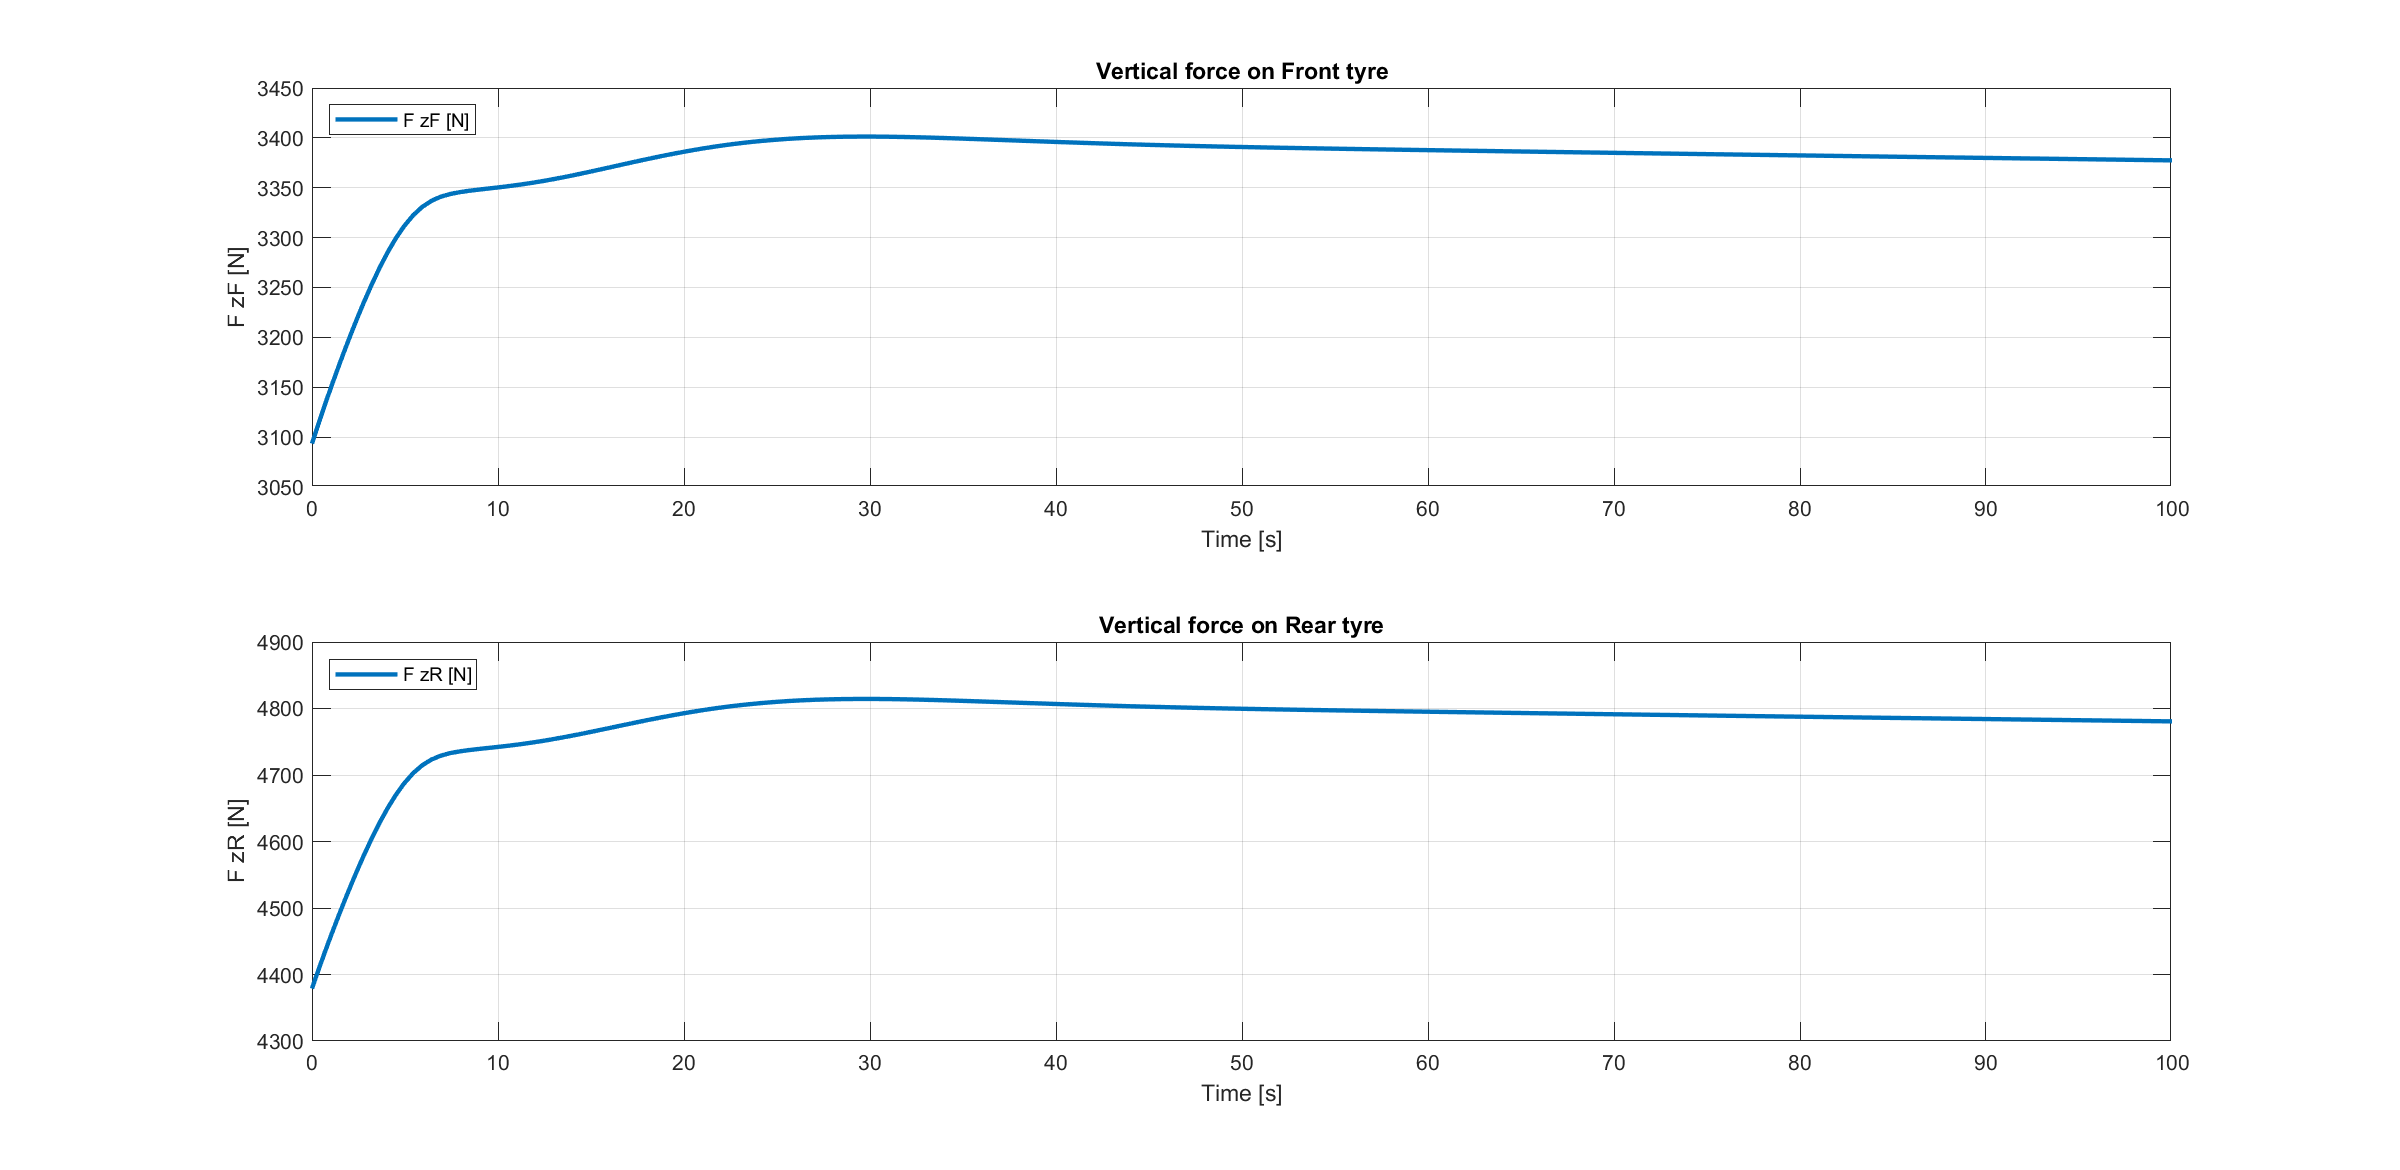 Vertical force on Front tyre
3450
3400
3350
3300
3250
3200
3150
3100
3050
F zF [N]
F zF [N]
0 10 20 30 40 50 60 70 80 90 100
Time [s]
Vertical force on Rear tyre
4900
4800
4700
4600
4500
4400
4300
F zR [N]
F zR [N]
0 10 20 30 40 50 60 70 80 90 100
Time [s]